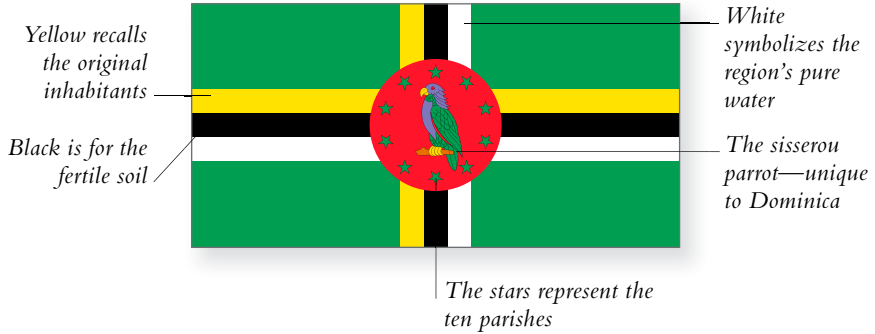 Yellow recalls
the original
inhabitants
Black is for the
fertile soil
White
symbolizes the
region's pure
water
The sisserou
parrot—unique
to Dominica
The stars represent the
ten parishes